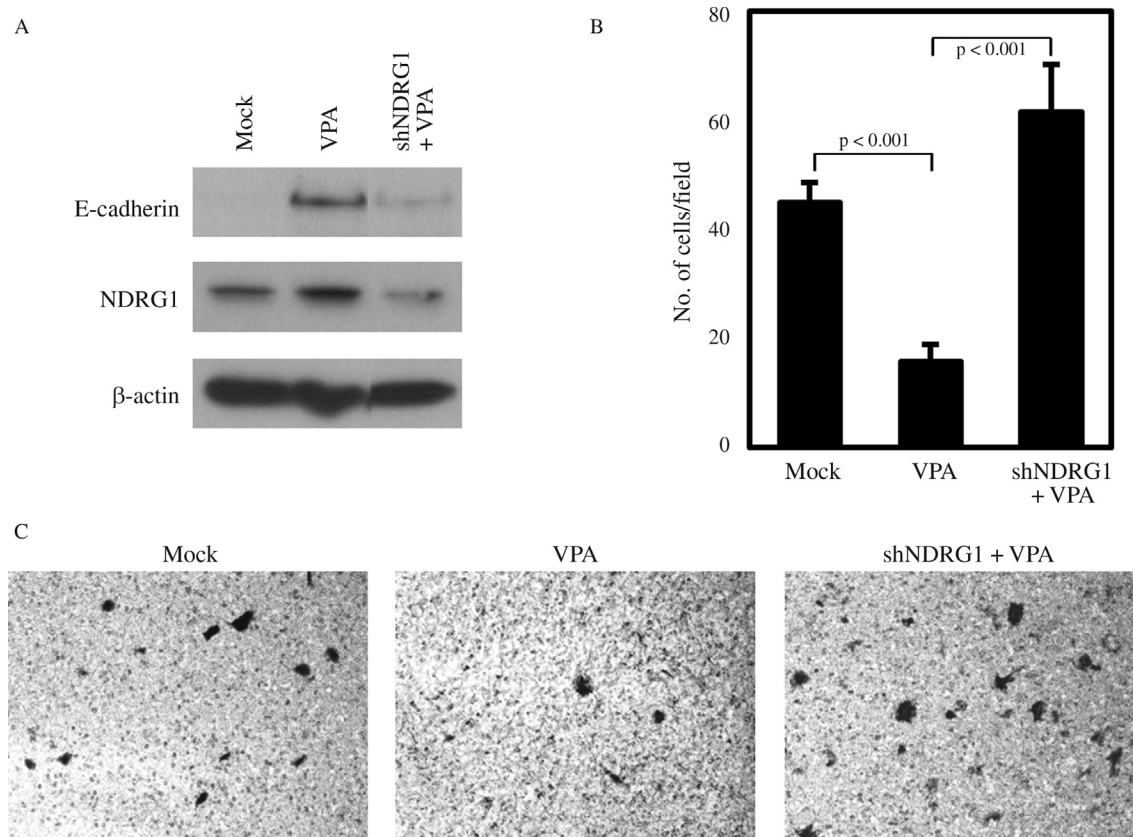 A
Mock
VPA
shNDRG1
+ VPA
E-cadherin
NDRG1
β-actin
B
No. of cells/field
80
60
40
20
0
p < 0.001
p < 0.001
Mock
VPA
shNDRG1
+ VPA
C
Mock
VPA
shNDRG1 + VPA